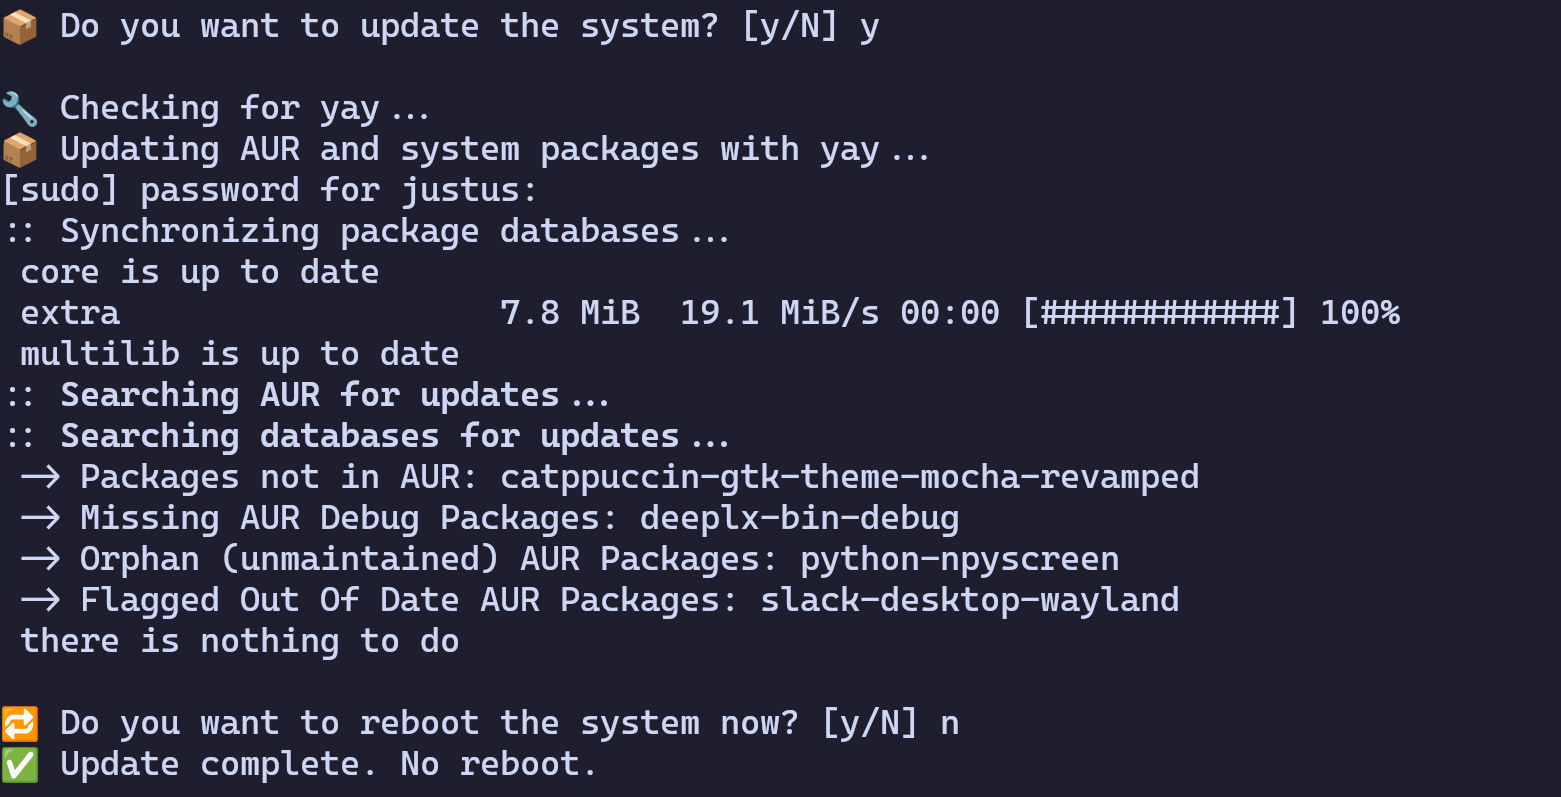 📦 Do you want to update the system? [y/N] y
🔧 Checking for yay...
📦 Updating AUR and system packages with yay...
[sudo] password for justus:
:: Synchronizing package databases...
core is up to date
extra 7.8 MiB 19.1 MiB/s 00:00 [############] 100%
multilib is up to date
:: Searching AUR for updates...
:: Searching databases for updates...
-> Packages not in AUR: catppuccin-gtk-theme-mocha-revamped
-> Missing AUR Debug Packages: deeplx-bin-debug
-> Orphan (unmaintained) AUR Packages: python-npyscreen
-> Flagged Out Of Date AUR Packages: slack-desktop-wayland
there is nothing to do
🔁 Do you want to reboot the system now? [y/N] n
✅ Update complete. No reboot.